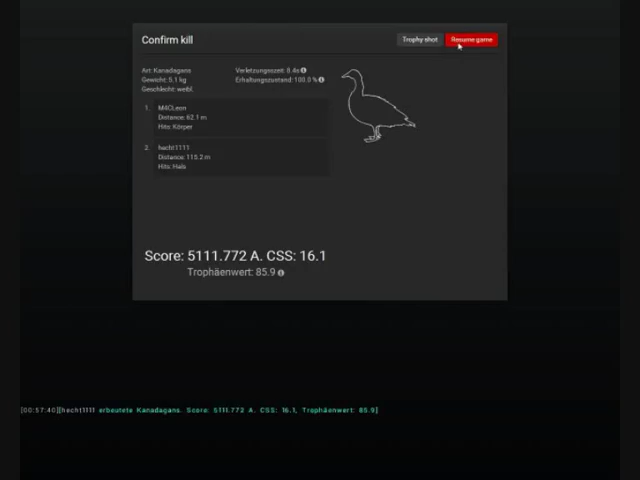 Confirm kill
Trophy shot
Resume game
Art: Kanadagans
Gewicht: 5,1 kg
Geschlecht: weibl.
Verletzungszeit: 8.4s
Erhaltungszustand: 100.0 %
1. M4CLeon
Distance: 62.1 m
Hits: Körper
2. hecht1111
Distance: 115.2 m
Hits: Hals
Score: 5111.772 A. CSS: 16.1
Trophäenwert: 85.9
[00:57:40][hecht1111 erbeutete Kanadagans. Score: 5111.772 A. CSS: 16.1, Trophäenwert: 85.9]